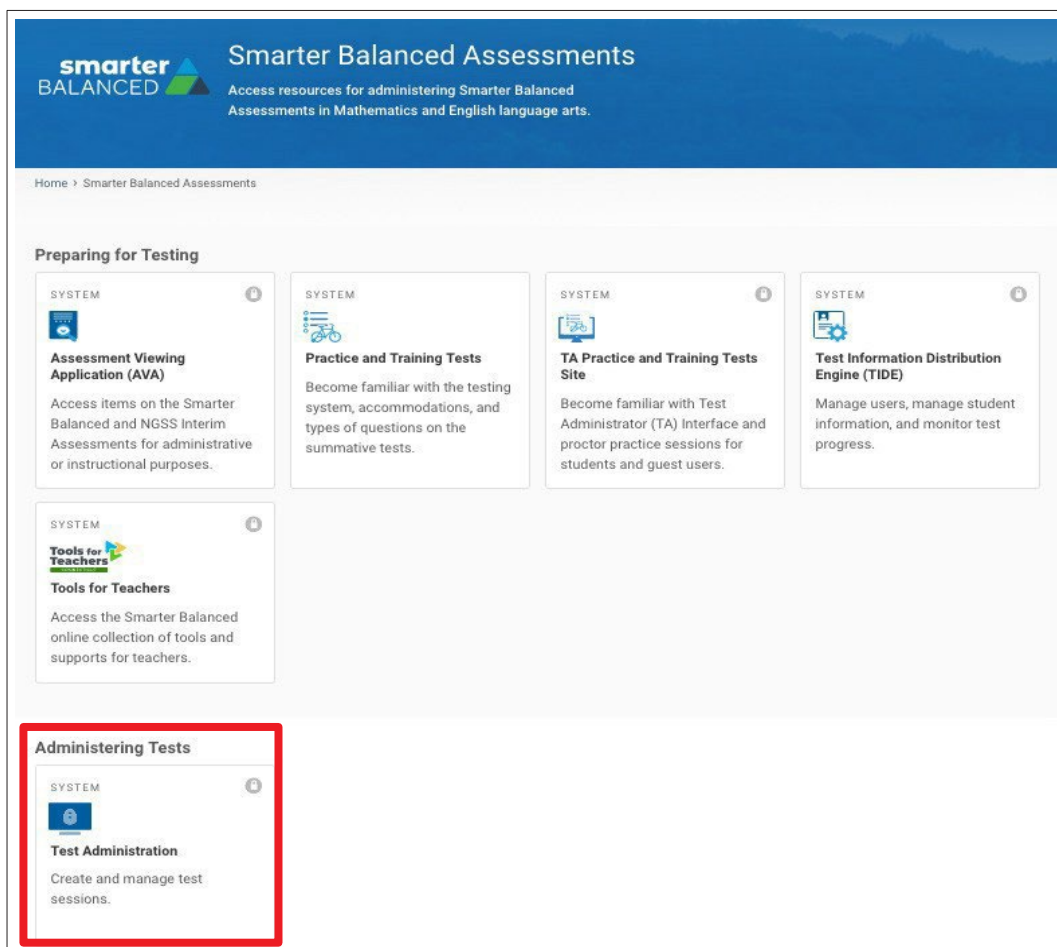 smarter
BALANCED
Smarter Balanced Assessments
Access resources for administering Smarter Balanced
Assessments in Mathematics and English language arts.
Home › Smarter Balanced Assessments
Preparing for Testing
SYSTEM
Assessment Viewing
Application (AVA)
Access items on the Smarter
Balanced and NGSS Interim
Assessments for administrative
or instructional purposes.
SYSTEM
Practice and Training Tests
Become familiar with the testing
system, accommodations, and
types of questions on the
summative tests.
SYSTEM
TA Practice and Training Tests
Site
Become familiar with Test
Administrator (TA) Interface and
proctor practice sessions for
students and guest users.
SYSTEM
Test Information Distribution
Engine (TIDE)
Manage users, manage student
information, and monitor test
progress.
SYSTEM
Tools for
Teachers
Tools for Teachers
Access the Smarter Balanced
online collection of tools and
supports for teachers.
Administering Tests
SYSTEM
Test Administration
Create and manage test
sessions.